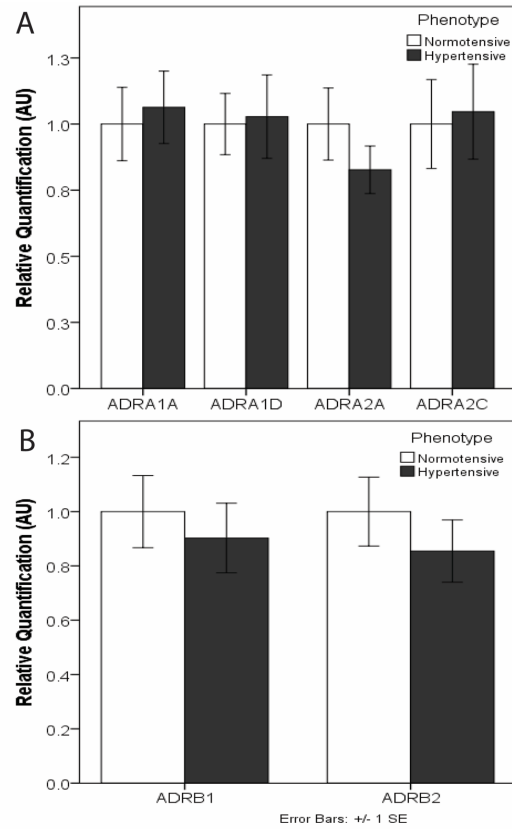 A
Phenotype
Normotensive
Hypertensive
Relative Quantification (AU)
1.3
1.0
0.8
0.5
0.3
0.0
ADRA1A ADRA1D ADRA2A ADRA2C
B
Phenotype
Normotensive
Hypertensive
Relative Quantification (AU)
1.2
1.0
0.8
0.6
0.4
0.2
0.0
ADRB1 ADRB2
Error Bars: +/- 1 SE